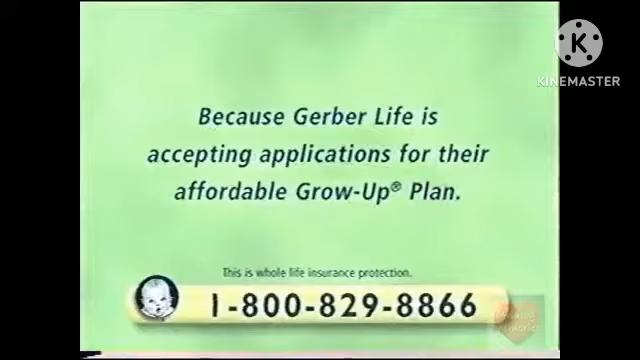 KINEMASTER
Because Gerber Life is
accepting applications for their
affordable Grow-Up® Plan.
This is whole life insurance protection.
1-800-829-8866